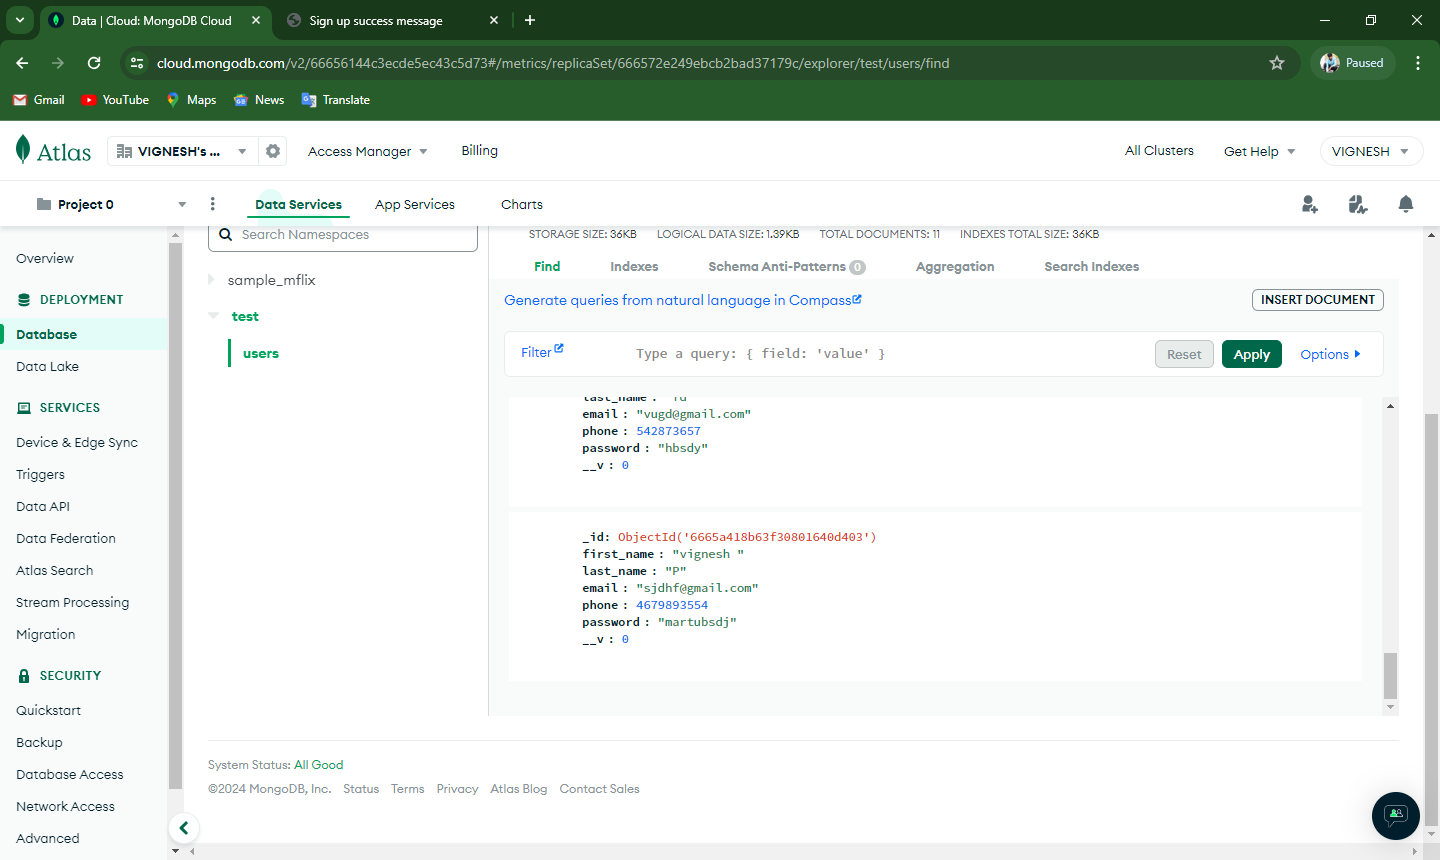 Data | Cloud: MongoDB Cloud
Sign up success message
cloud.mongodb.com/v2/66656144c3ecde5ec43c5d73#/metrics/replicaSet/666572e249ebcb2bad37179c/explorer/test/users/find
Paused
Gmail YouTube Maps News Translate
Atlas
VIGNESH's ...
Access Manager
Billing
All Clusters
Get Help
VIGNESH
Project 0
Data Services
App Services
Charts
Overview
DEPLOYMENT
Database
Data Lake
SERVICES
Device & Edge Sync
Triggers
Data API
Data Federation
Atlas Search
Stream Processing
Migration
SECURITY
Quickstart
Backup
Database Access
Network Access
Advanced
Search Namespaces
sample_mflix
test
users
STORAGE SIZE: 36KB LOGICAL DATA SIZE: 1.39KB TOTAL DOCUMENTS: 11 INDEXES TOTAL SIZE: 36KB
Find Indexes Schema Anti-Patterns 0 Aggregation Search Indexes
Generate queries from natural language in Compass
INSERT DOCUMENT
Filter
Type a query: { field: 'value' }
Reset
Apply
Options
last_name :
email : "vugd@gmail.com"
phone : 542873657
password : "hbsdy"
__v : 0
_id: ObjectId('6665a418b63f30801640d403')
first_name : "vignesh "
last_name : "P"
email : "sjdhf@gmail.com"
phone : 4679893554
password : "martubsdj"
__v : 0
System Status: All Good
©2024 MongoDB, Inc. Status Terms Privacy Atlas Blog Contact Sales